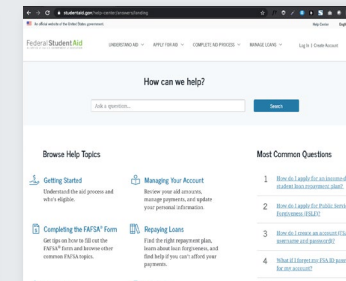 studentaid.gov/help-center/answers/landing
An official website of the United States government.
Help Center
Federal Student Aid
UNDERSTAND AID
APPLY FOR AID
COMPLETE AID PROCESS
MANAGE LOANS
Log In | Create Account
How can we help?
Ask a question...
Search
Browse Help Topics
Most Common Questions
Getting Started
Understand the aid process and
who's eligible.
Managing Your Account
Review your aid accounts,
manage payments, and update
your personal information.
Completing the FAFSA® Form
Get tips on how to fill out the
FAFSA® form and browse other
common FAFSA topics.
Repaying Loans
Find the right repayment plan,
learn about loan forgiveness, and
find help if you can't afford your
payments.
1 How do I apply for an income-d
student loan repayment plan?
2 How do I apply for Public Servi
Forgiveness (PSLF)?
3 How do I create an account (FSA
username and password)?
4 What if I forgot my FSA ID passw
for my account?